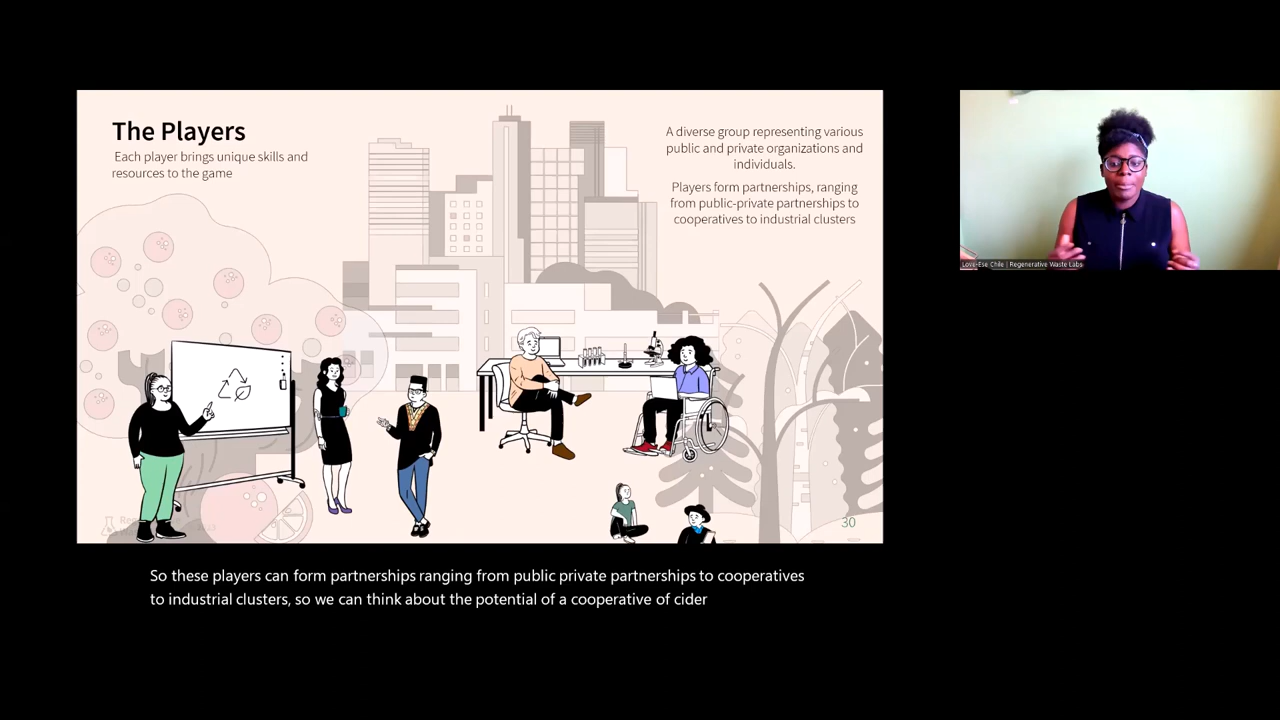 The Players
Each player brings unique skills and
resources to the game
A diverse group representing various
public and private organizations and
individuals.
Players form partnerships, ranging
from public-private partnerships to
cooperatives to industrial clusters
30
Love-Ese Chile | Regenerative Waste Labs
So these players can form partnerships ranging from public private partnerships to cooperatives
to industrial clusters, so we can think about the potential of a cooperative of cider